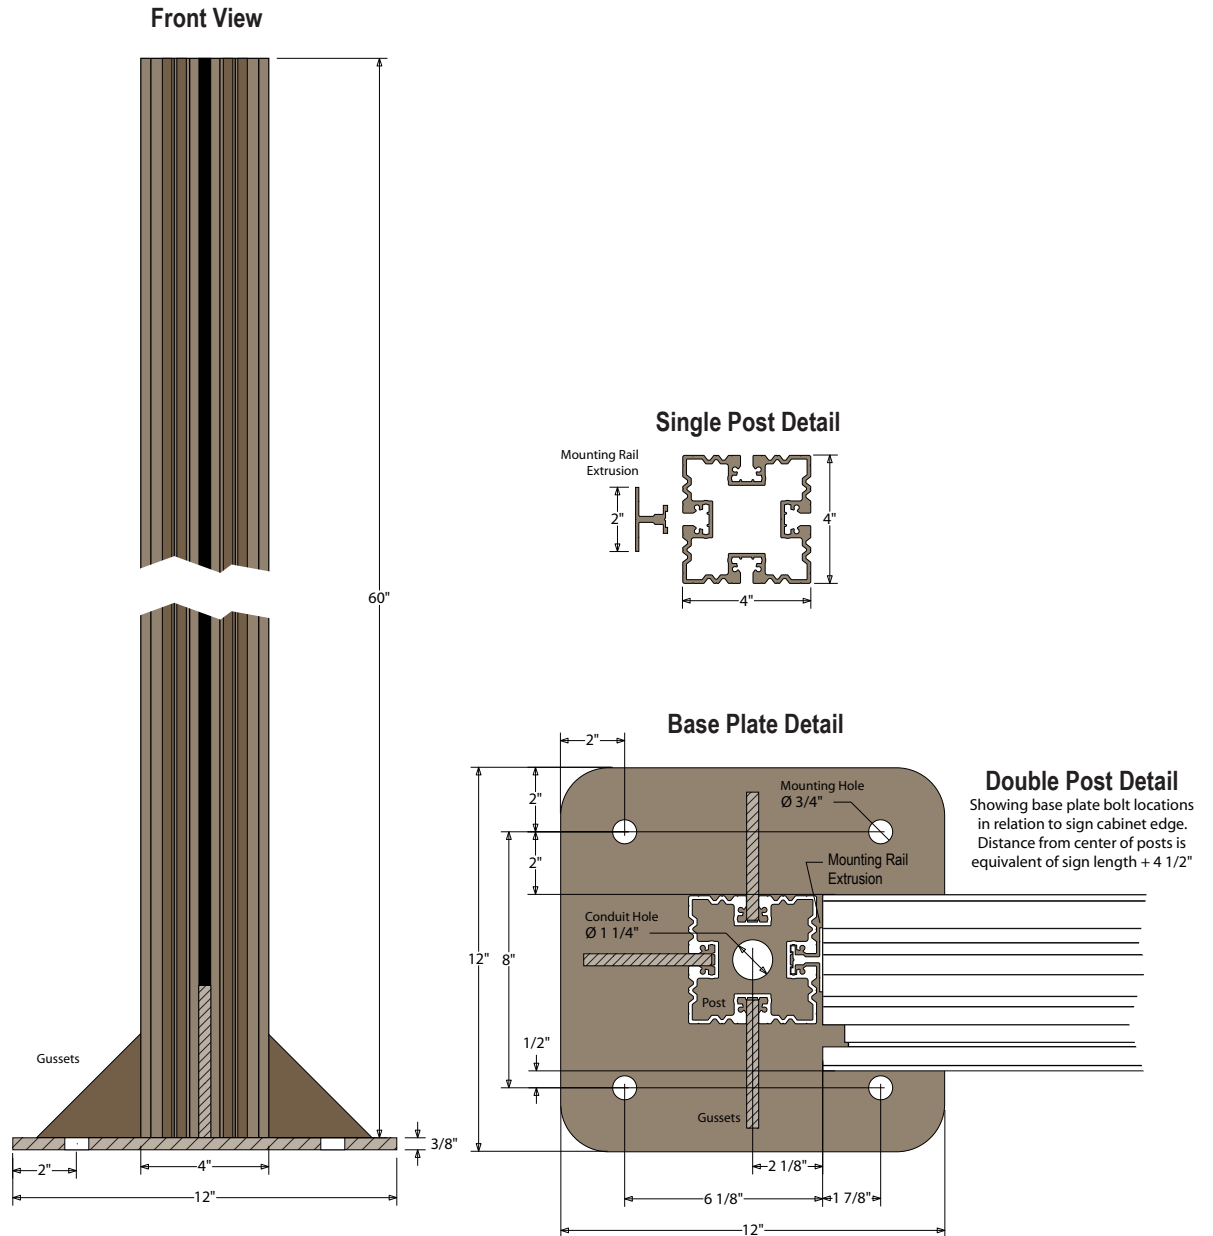 Front View
60"
Gussets
3/8"
2"
4"
12"
Single Post Detail
Mounting Rail
Extrusion
2"
4"
4"
Base Plate Detail
2"
2"
Mounting Hole
Ø 3/4"
2"
Mounting Rail
Extrusion
Conduit Hole
Ø 1 1/4"
12"
8"
Post
1/2"
Gussets
2 1/8"
6 1/8"
1 7/8"
12"
Double Post Detail
Showing base plate bolt locations
in relation to sign cabinet edge.
Distance from center of posts is
equivalent of sign length + 4 1/2"